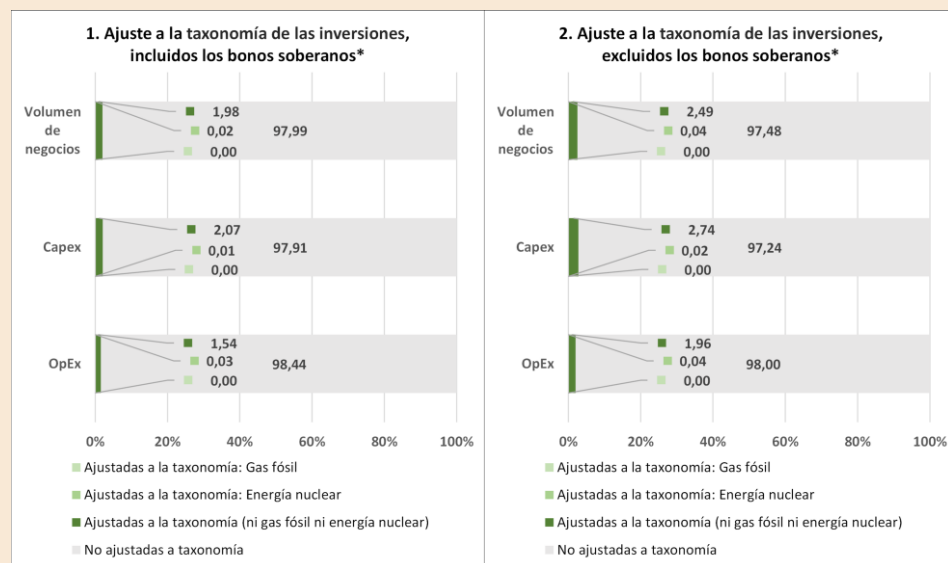 1. Ajuste a la taxonomía de las inversiones,
incluidos los bonos soberanos*
Volumen
de
negocios
1,98
0,02
97,99
0,00
Capex
2,07
0,01
97,91
0,00
OpEx
1,54
0,03
98,44
0,00
0% 20% 40% 60% 80% 100%
Ajustadas a la taxonomía: Gas fósil
Ajustadas a la taxonomía: Energía nuclear
Ajustadas a la taxonomía (ni gas fósil ni energía nuclear)
No ajustadas a taxonomía
2. Ajuste a la taxonomía de las inversiones,
excluidos los bonos soberanos*
Volumen
de
negocios
2,49
0,04
97,48
0,00
Capex
2,74
0,02
97,24
0,00
OpEx
1,96
0,04
98,00
0,00
0% 20% 40% 60% 80% 100%
Ajustadas a la taxonomía: Gas fósil
Ajustadas a la taxonomía: Energía nuclear
Ajustadas a la taxonomía (ni gas fósil ni energía nuclear)
No ajustadas a taxonomía